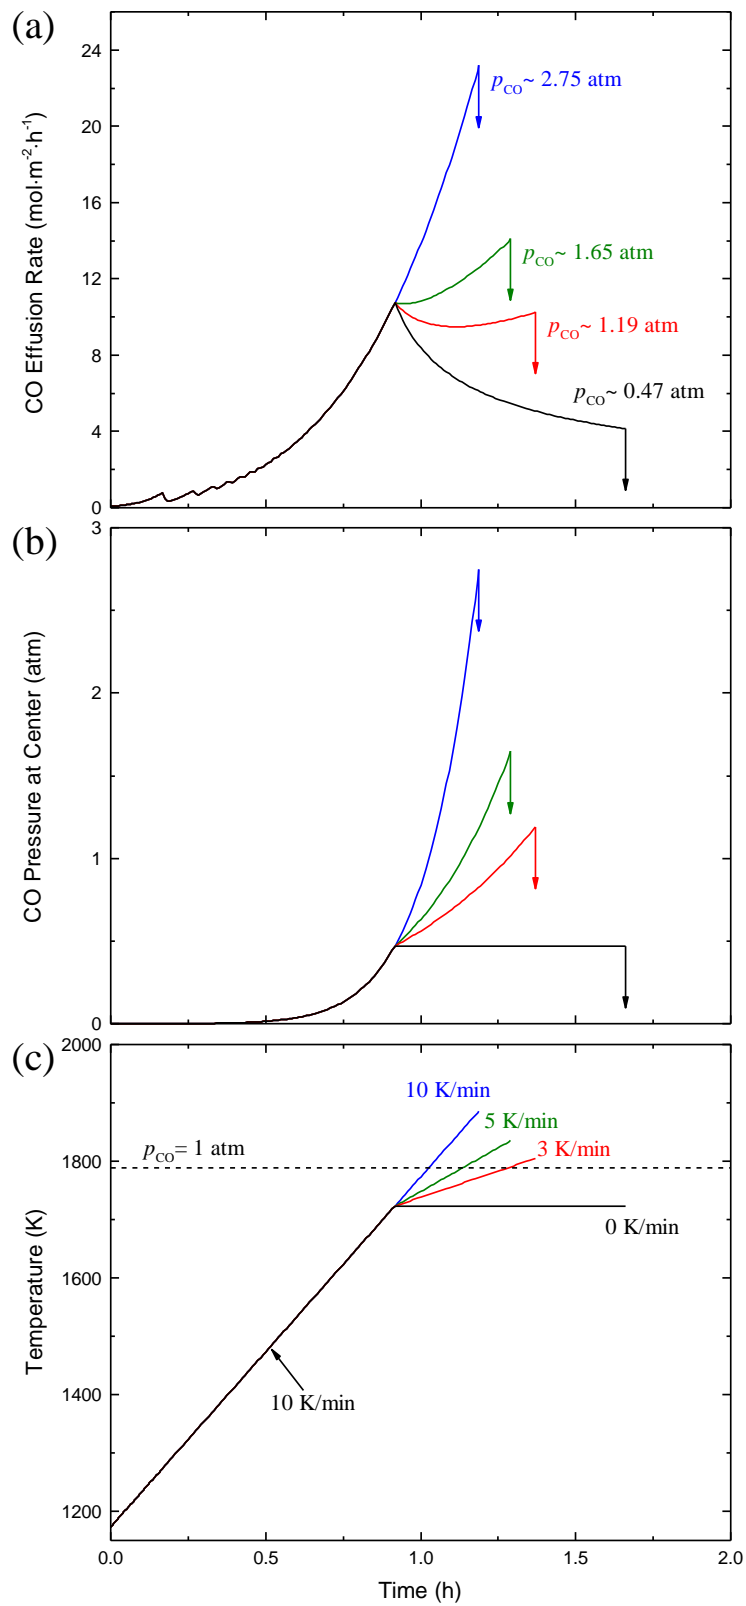 (a)
CO Effusion Rate (mol·m⁻²·h⁻¹)
24
20
16
12
8
4
0
p_CO ~ 2.75 atm
p_CO ~ 1.65 atm
p_CO ~ 1.19 atm
p_CO ~ 0.47 atm
(b)
CO Pressure at Center (atm)
3
2
1
0
(c)
Temperature (K)
2000
1800
1600
1400
1200
10 K/min
5 K/min
3 K/min
p_CO = 1 atm
0 K/min
10 K/min
0.0 0.5 1.0 1.5 2.0
Time (h)